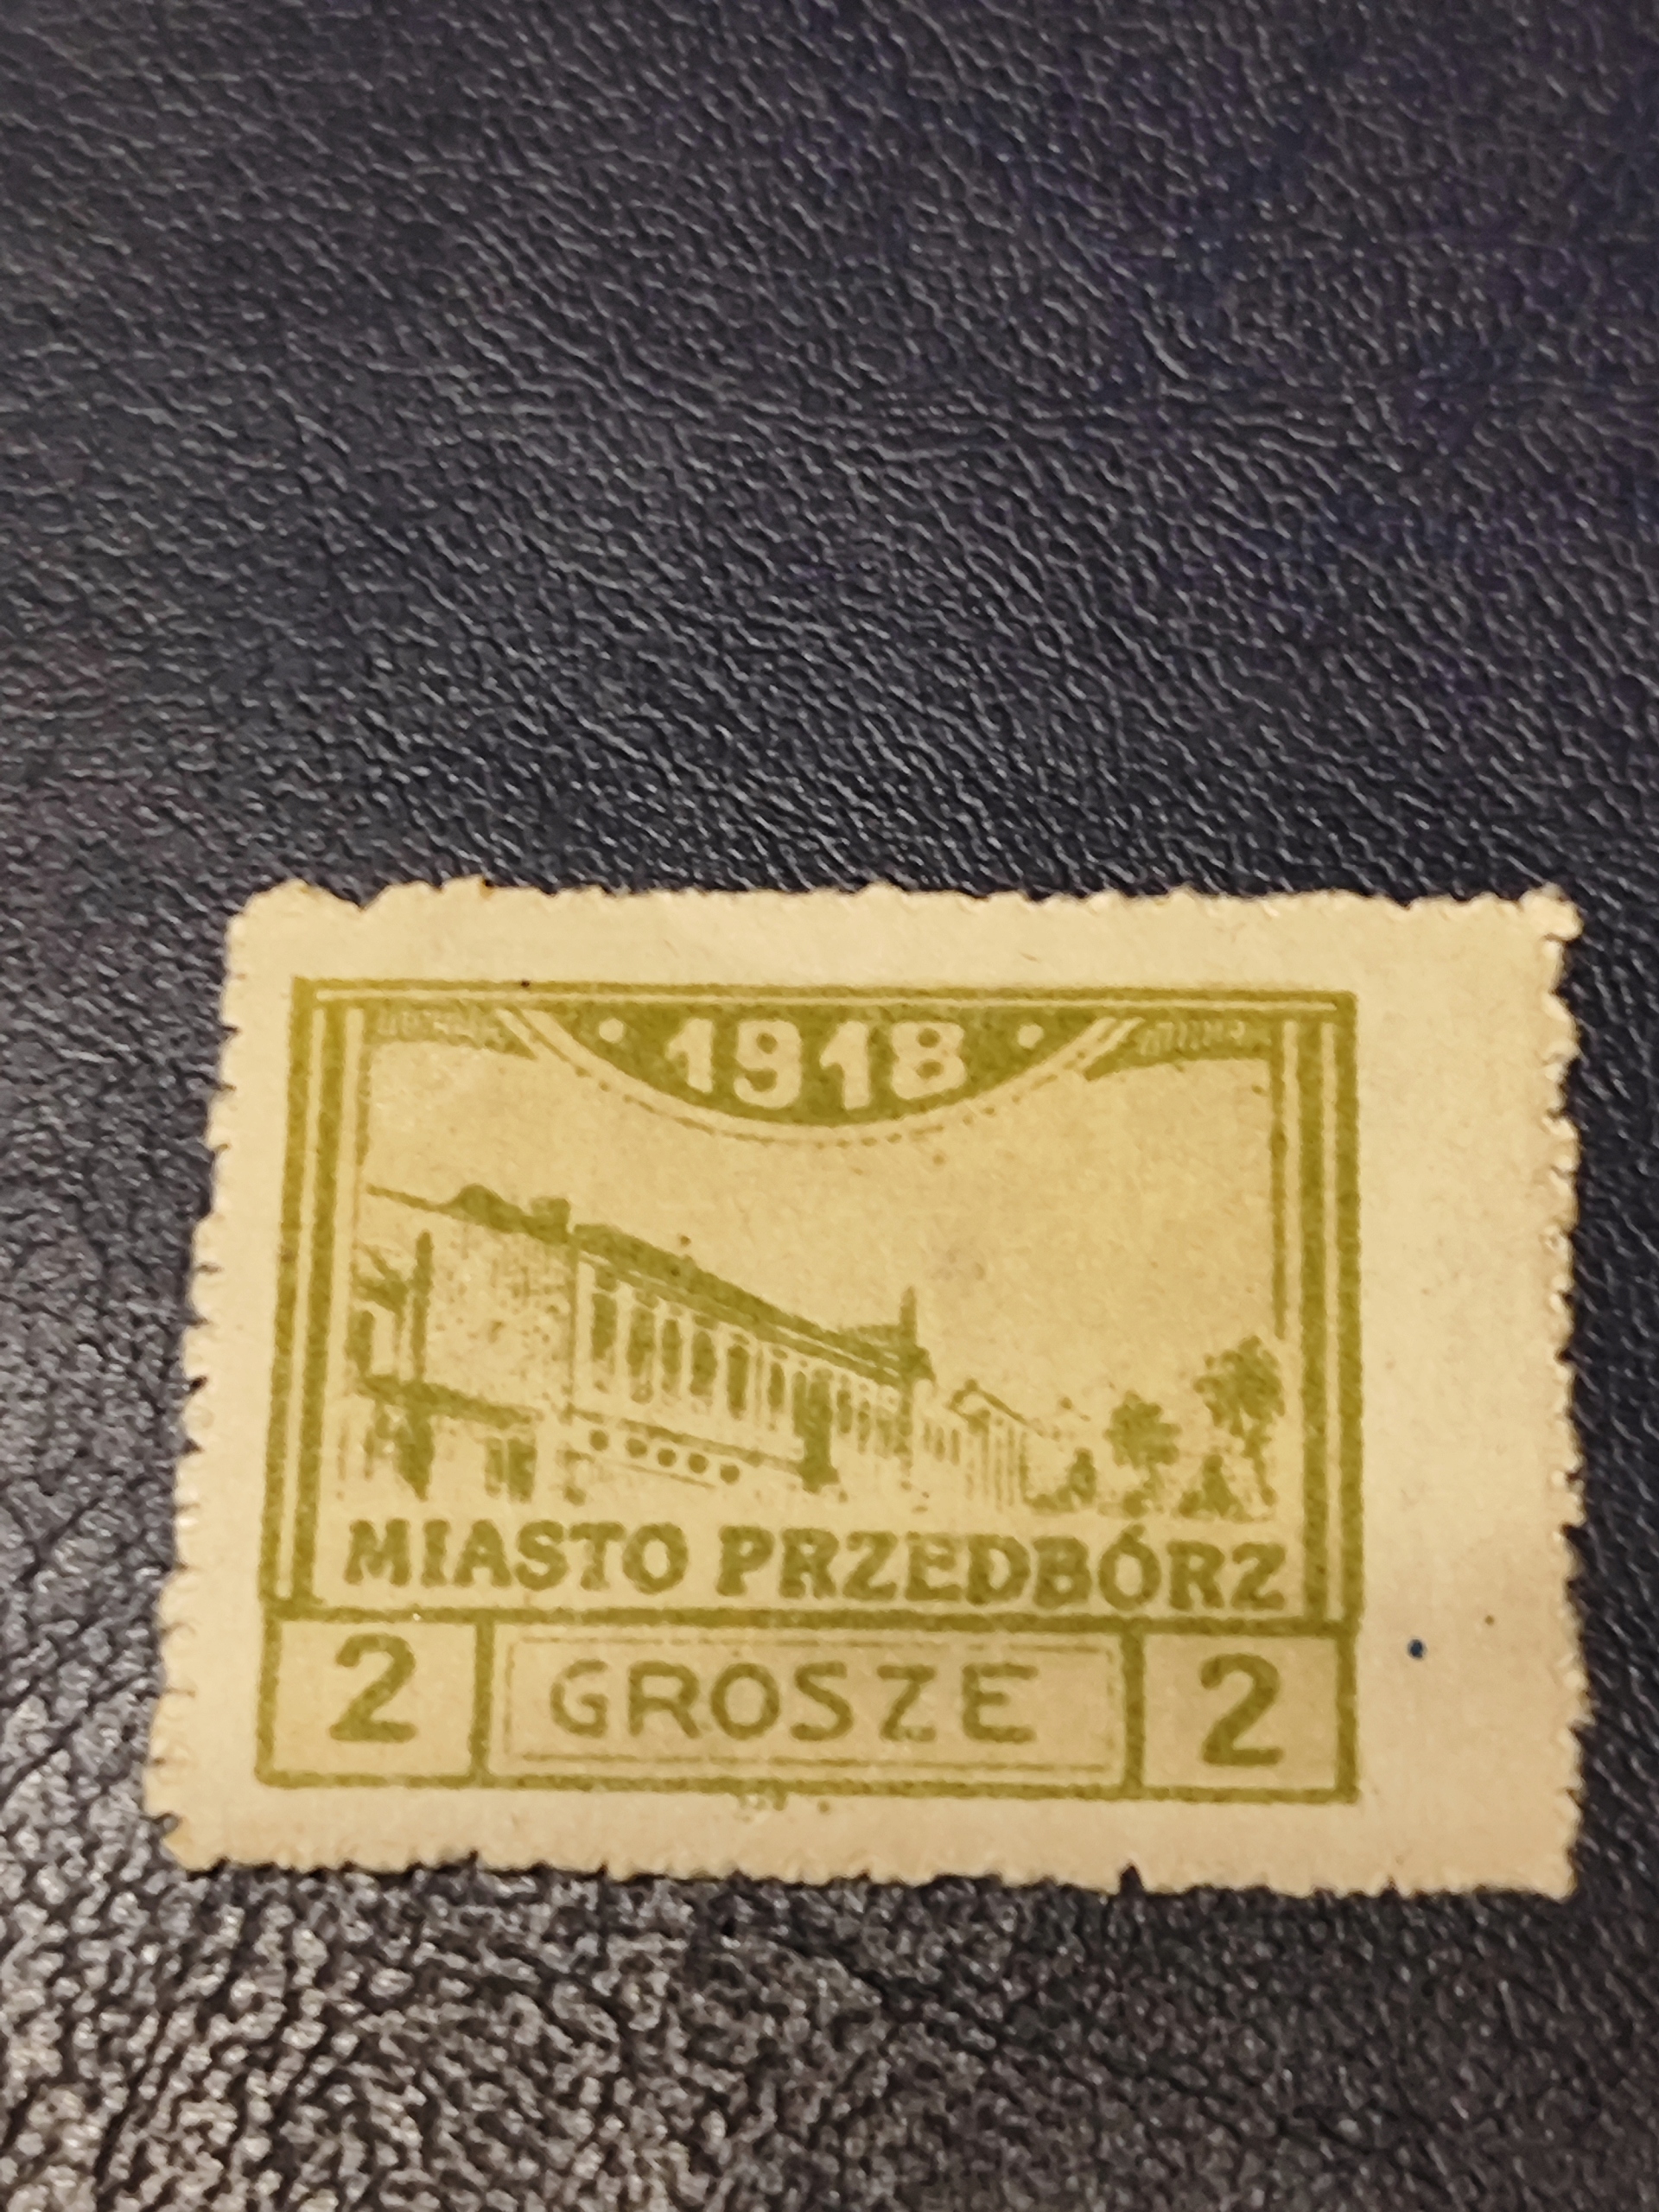 1918
MIASTO PRZEDBÓRZ
2 GROSZE 2